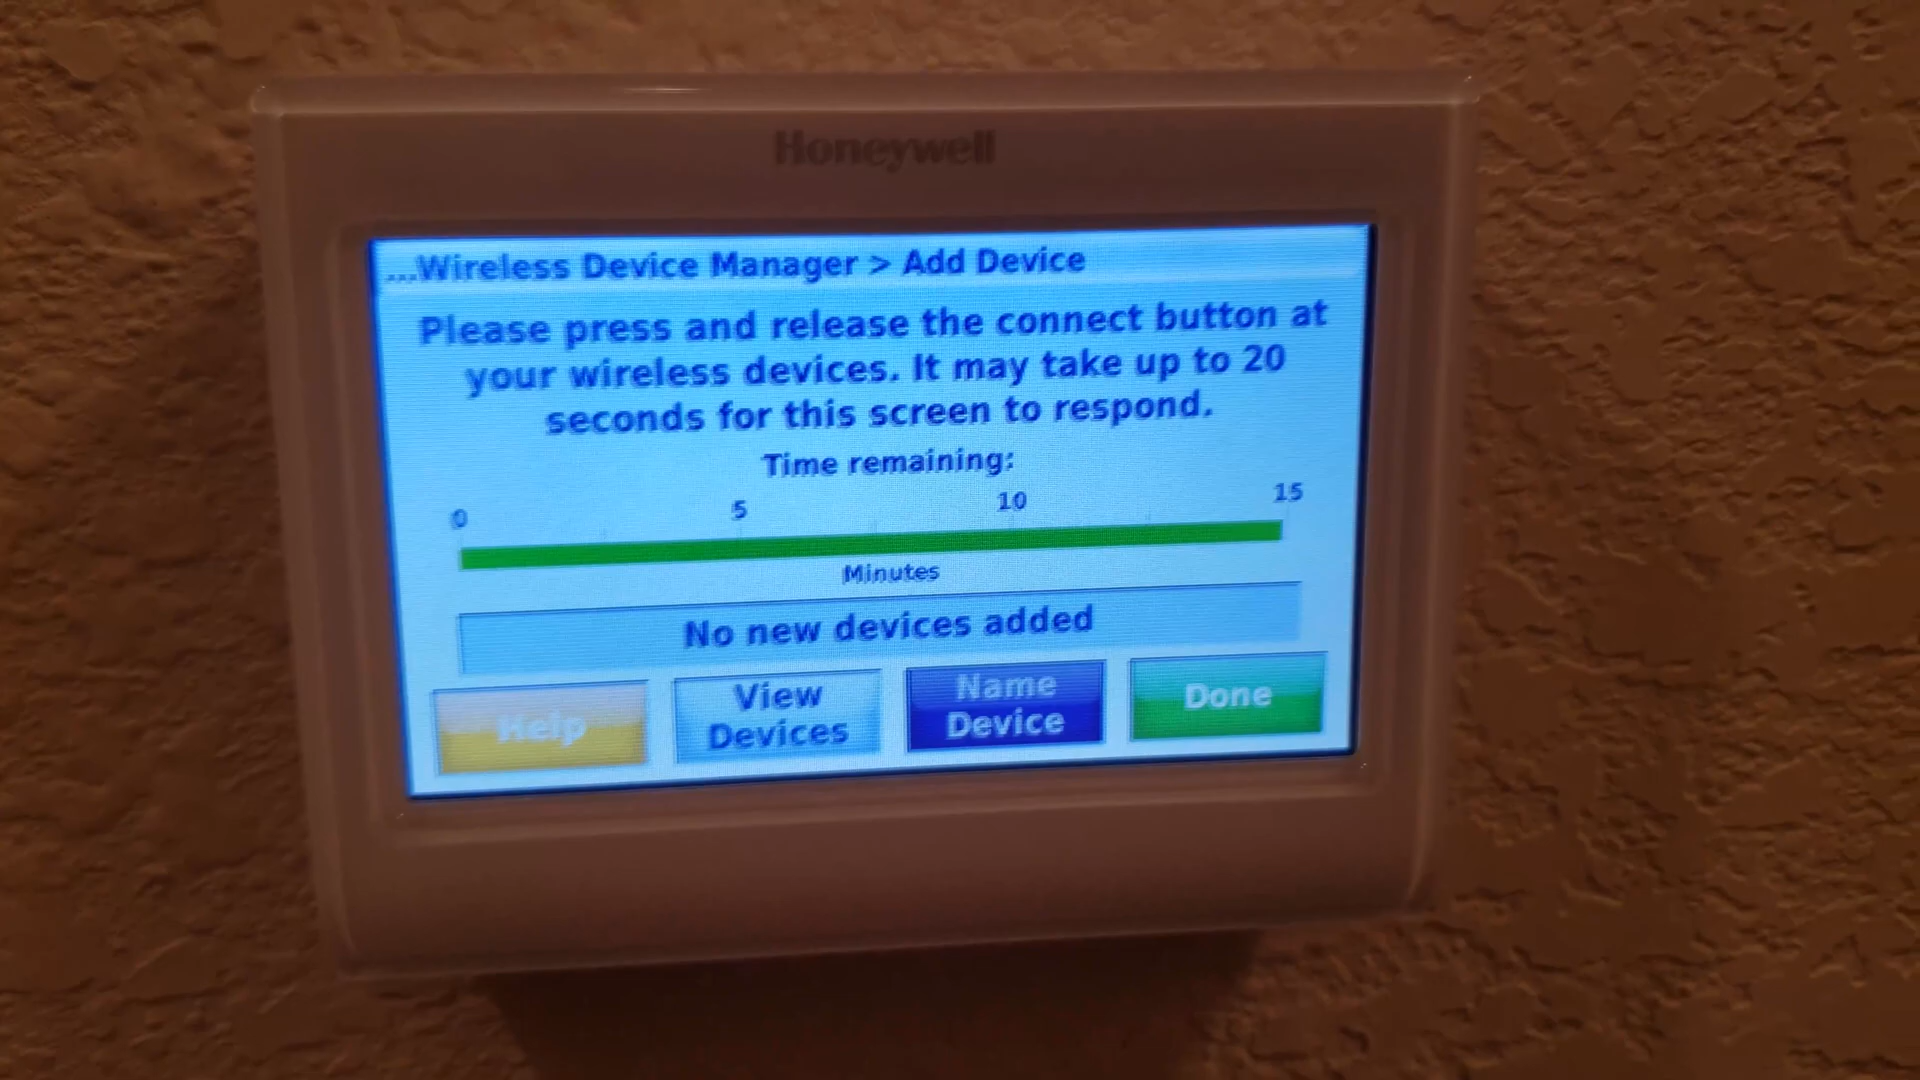 Honeywell
...Wireless Device Manager > Add Device
Please press and release the connect button at
your wireless devices. It may take up to 20
seconds for this screen to respond.
Time remaining:
0 5 10 15
Minutes
No new devices added
Help
View
Devices
Name
Device
Done